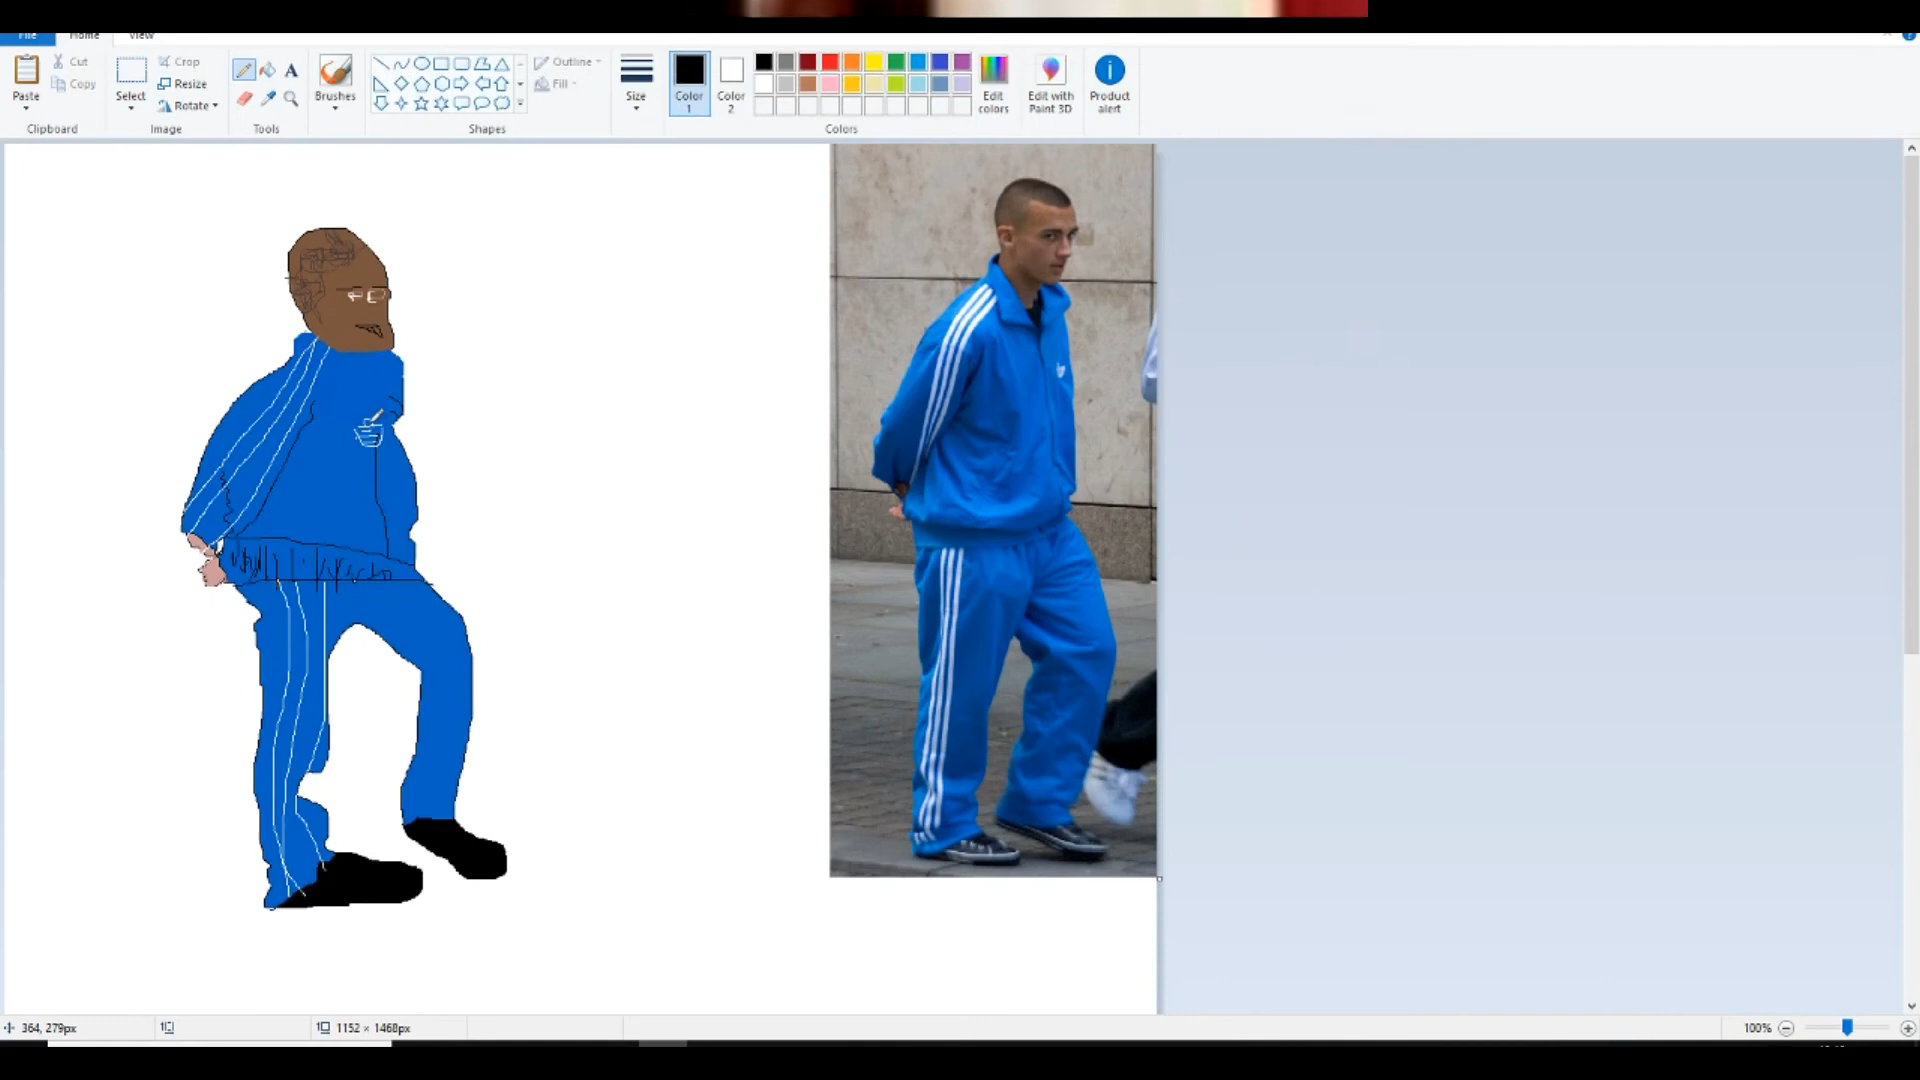 File Home View
Paste Cut Copy
Select Crop Resize Rotate
A
Brushes
Outline Fill
Size
Color 1
Color 2
Edit colors
Edit with Paint 3D
Product alert
Clipboard Image Tools Shapes Colors
364, 279px 1152 × 1468px 100%